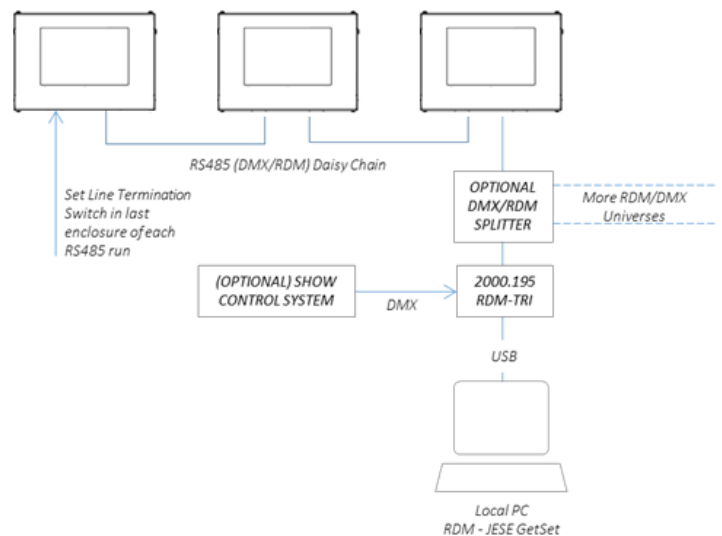 RS485 (DMX/RDM) Daisy Chain
Set Line Termination
Switch in last
enclosure of each
RS485 run
OPTIONAL
DMX/RDM
SPLITTER
More RDM/DMX
Universes
(OPTIONAL) SHOW
CONTROL SYSTEM
DMX
2000.195
RDM-TRI
USB
Local PC
RDM - JESE GetSet